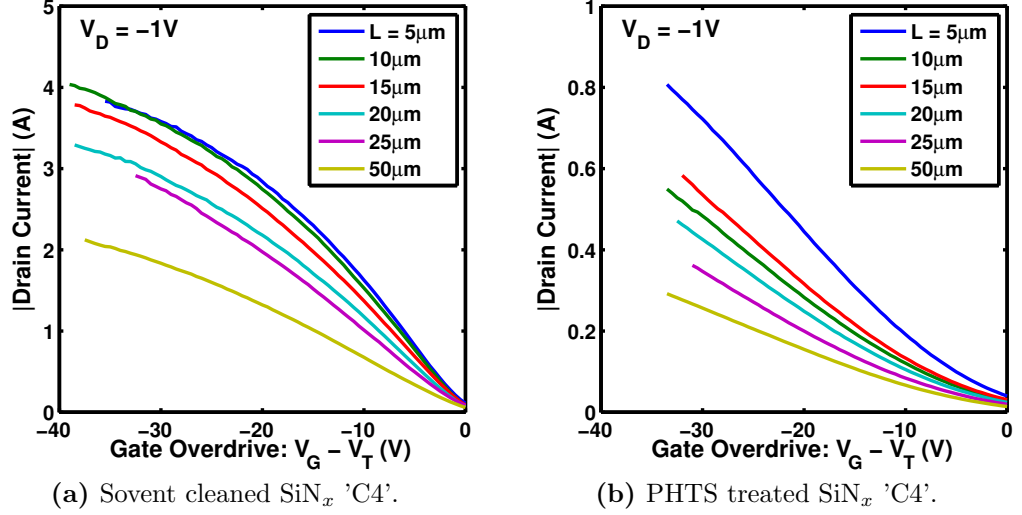 V_D = −1V
L = 5μm
10μm
15μm
20μm
25μm
50μm
|Drain Current| (A)
5
4
3
2
1
0
−40 −30 −20 −10 0
Gate Overdrive: V_G − V_T (V)
(a) Sovent cleaned SiN_x 'C4'.
V_D = −1V
L = 5μm
10μm
15μm
20μm
25μm
50μm
|Drain Current| (A)
1
0.8
0.6
0.4
0.2
0
−40 −30 −20 −10 0
Gate Overdrive: V_G − V_T (V)
(b) PHTS treated SiN_x 'C4'.